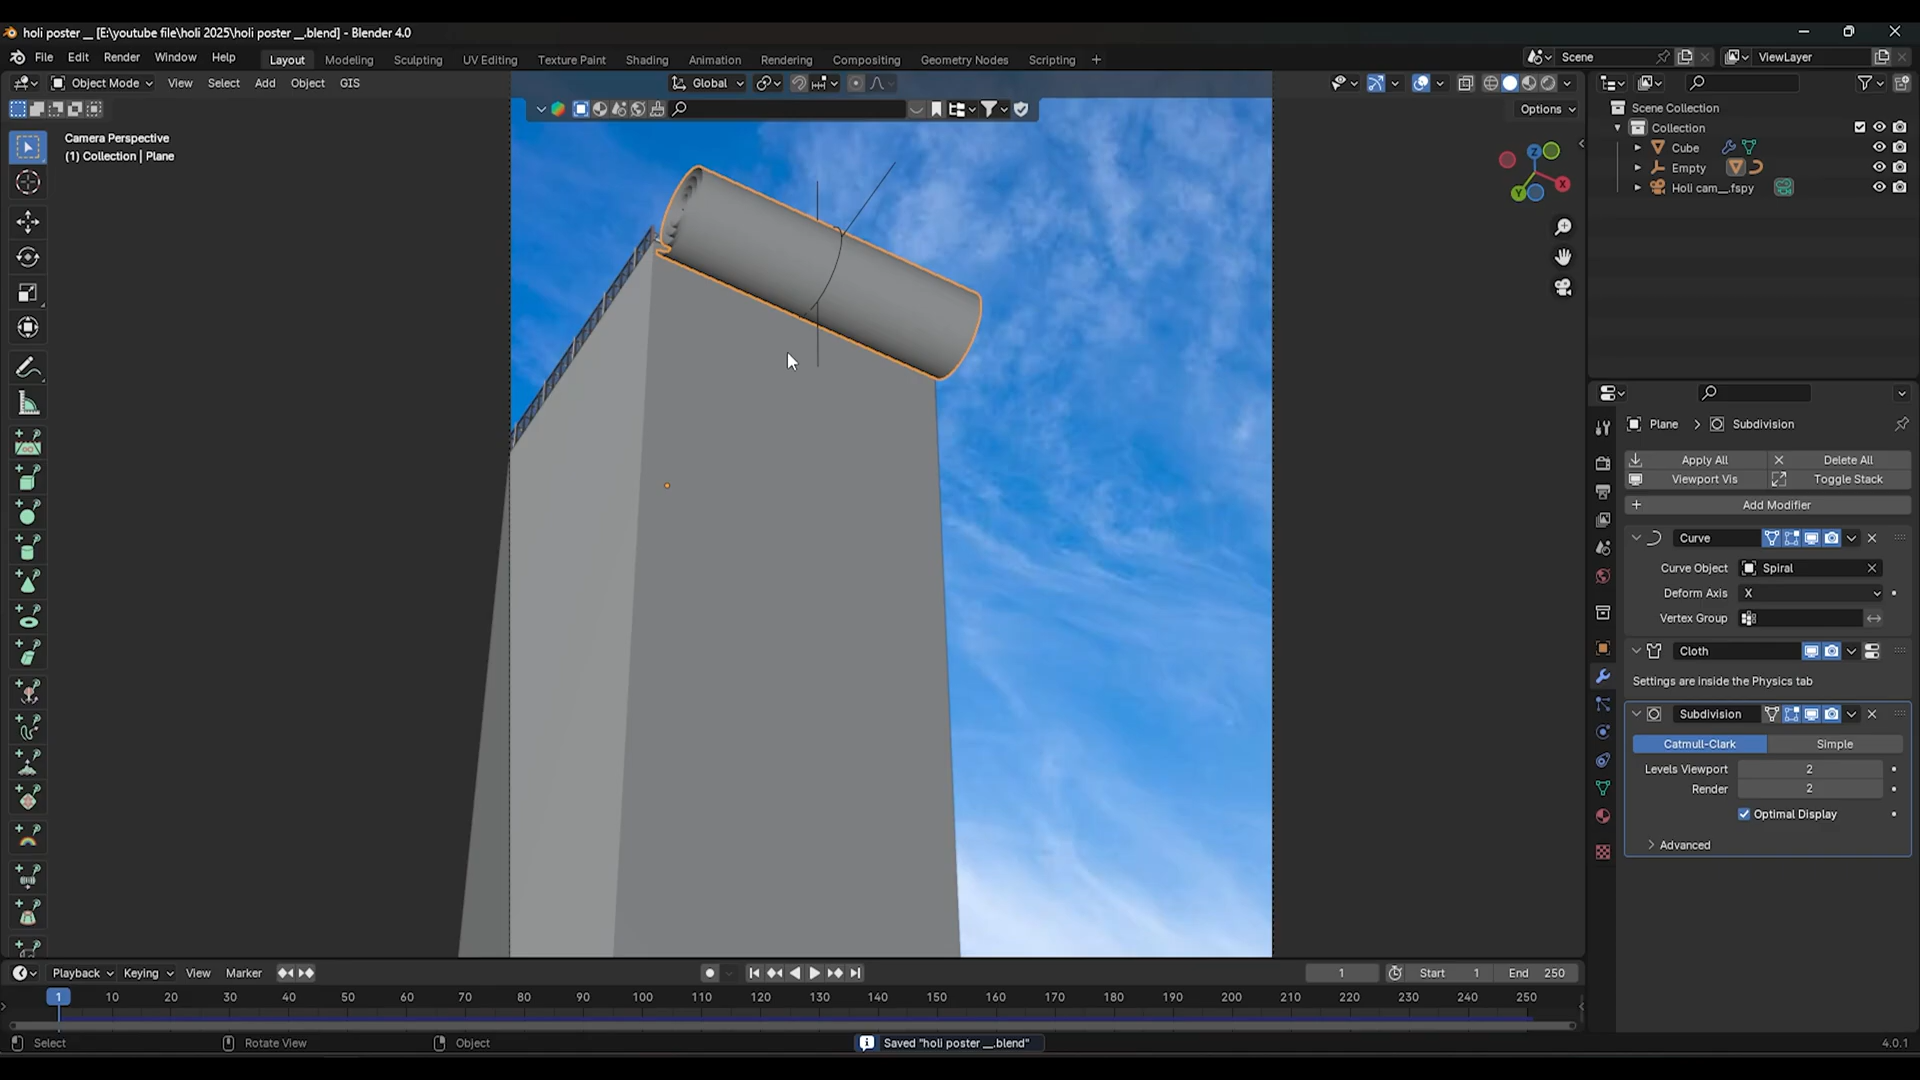 holi poster __ [E:\youtube file\holi 2025\holi poster __.blend] - Blender 4.0
File Edit Render Window Help Layout Modeling Sculpting UV Editing Texture Paint Shading Animation Rendering Compositing Geometry Nodes Scripting + Scene ViewLayer
Object Mode View Select Add Object GIS Global
Options
Camera Perspective
(1) Collection | Plane
Scene Collection
Collection
Cube
Empty
Holi cam__.fspy
Z
X
Y
Plane > Subdivision
Apply All Delete All
Viewport Vis Toggle Stack
Add Modifier
Curve
Curve Object Spiral
Deform Axis X
Vertex Group
Cloth
Settings are inside the Physics tab
Subdivision
Catmull-Clark Simple
Levels Viewport 2
Render 2
Optimal Display
Advanced
Playback Keying View Marker 1 Start 1 End 250
1 10 20 30 40 50 60 70 80 90 100 110 120 130 140 150 160 170 180 190 200 210 220 230 240 250
Select Rotate View Object Saved "holi poster __.blend" 4.0.1